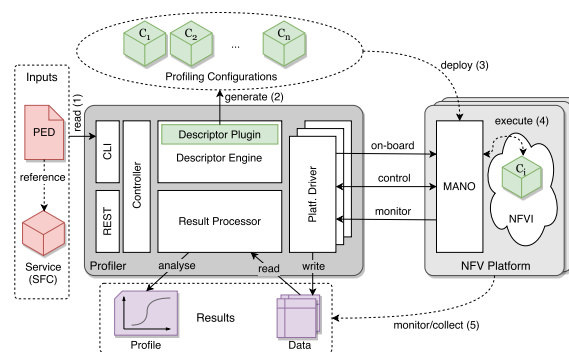 C1 C2 ... Cn
Profiling Configurations
deploy (3)
Inputs
read (1)
generate (2)
PED
reference
Service
(SFC)
CLI
REST
Controller
Descriptor Plugin
Descriptor Engine
Result Processor
Platf. Driver
Profiler
on-board
control
monitor
MANO
execute (4)
Ci
NFVI
NFV Platform
analyse
read
write
Results
Profile
Data
monitor/collect (5)